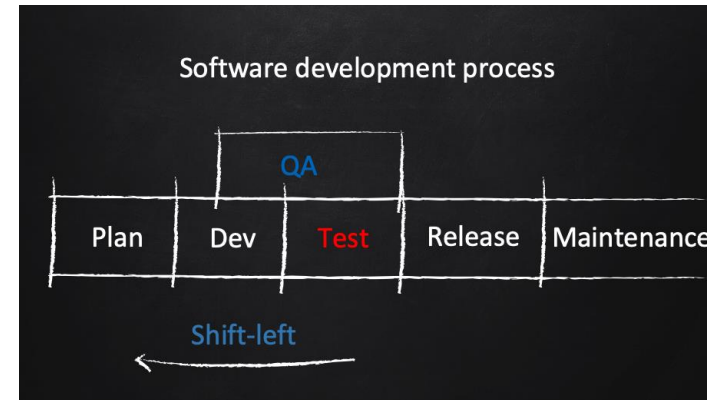 Software development process
QA
Plan Dev Test Release Maintenance
Shift-left